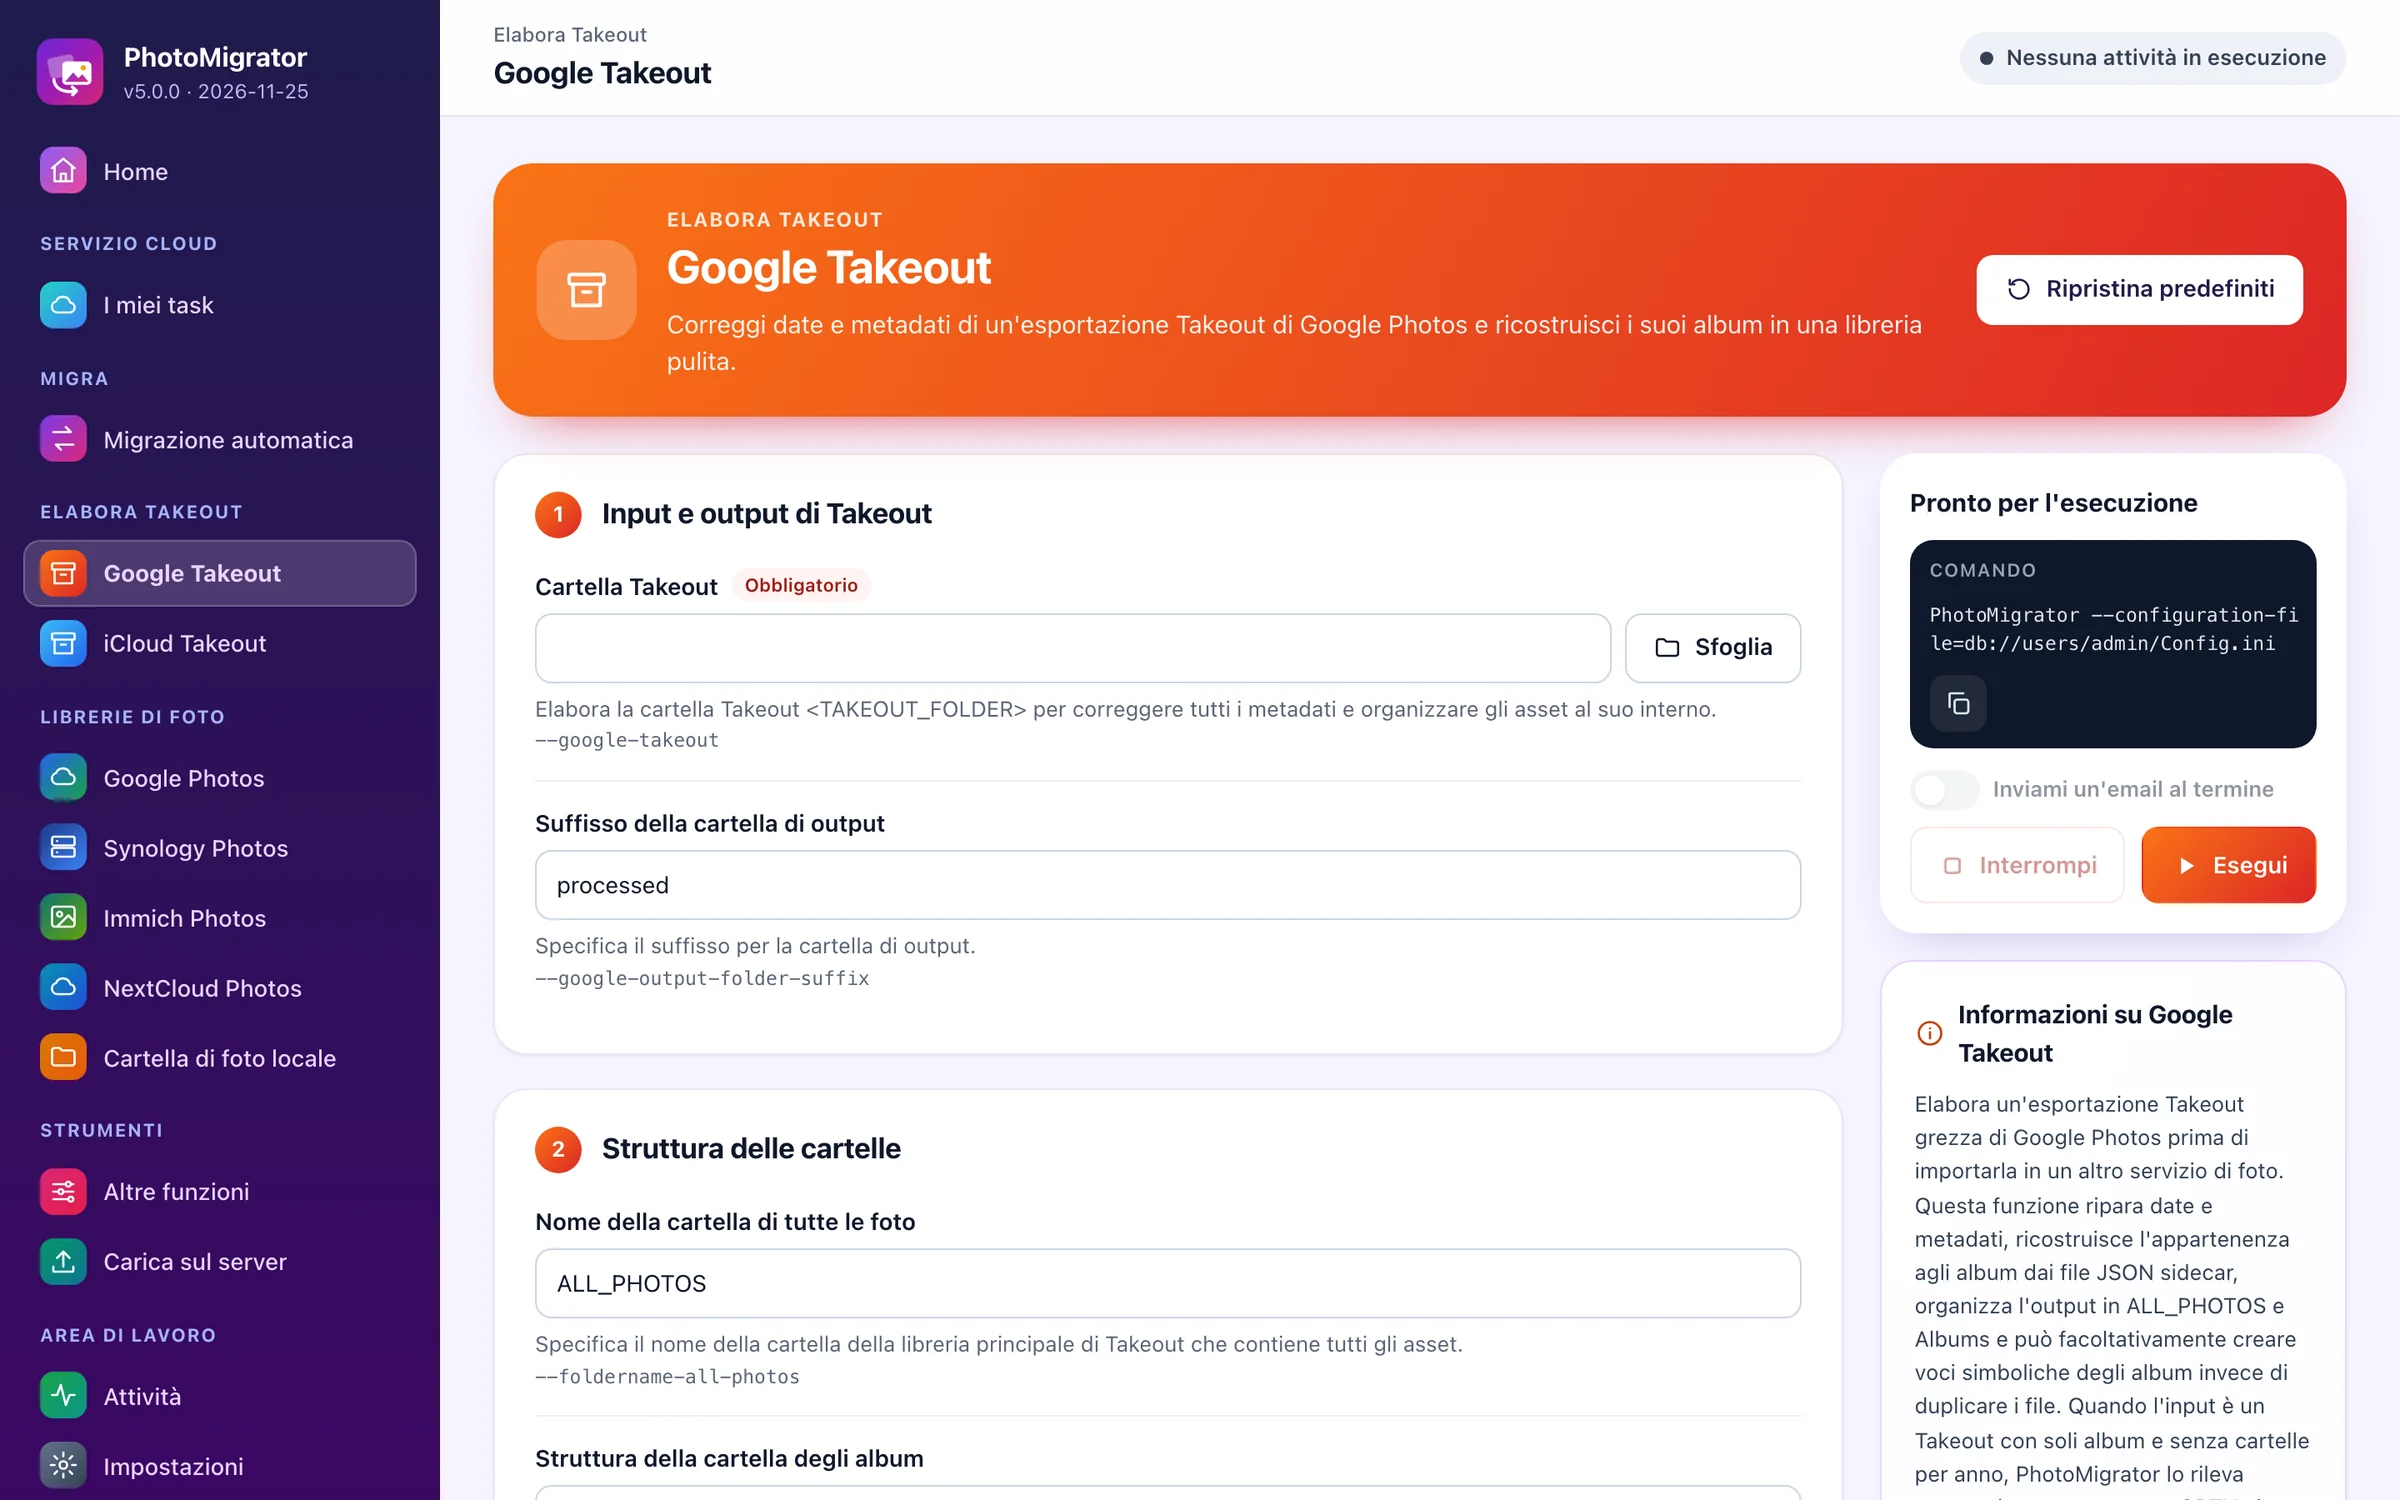 PhotoMigrator
v5.0.0 · 2026-11-25
Home
SERVIZIO CLOUD
I miei task
MIGRA
Migrazione automatica
ELABORA TAKEOUT
Google Takeout
iCloud Takeout
LIBRERIE DI FOTO
Google Photos
Synology Photos
Immich Photos
NextCloud Photos
Cartella di foto locale
STRUMENTI
Altre funzioni
Carica sul server
AREA DI LAVORO
Attività
Impostazioni
Elabora Takeout
Google Takeout
Nessuna attività in esecuzione
ELABORA TAKEOUT
Google Takeout
Correggi date e metadati di un'esportazione Takeout di Google Photos e ricostruisci i suoi album in una libreria
pulita.
Ripristina predefiniti
1
Input e output di Takeout
Cartella Takeout
Obbligatorio
Sfoglia
Elabora la cartella Takeout <TAKEOUT_FOLDER> per correggere tutti i metadati e organizzare gli asset al suo interno.
--google-takeout
Suffisso della cartella di output
processed
Specifica il suffisso per la cartella di output.
--google-output-folder-suffix
2
Struttura delle cartelle
Nome della cartella di tutte le foto
ALL_PHOTOS
Specifica il nome della cartella della libreria principale di Takeout che contiene tutti gli asset.
--foldername-all-photos
Struttura della cartella degli album
Pronto per l'esecuzione
COMANDO
PhotoMigrator --configuration-fi
le=db://users/admin/Config.ini
Inviami un'email al termine
Interrompi
Esegui
Informazioni su Google
Takeout
Elabora un'esportazione Takeout
grezza di Google Photos prima di
importarla in un altro servizio di foto.
Questa funzione ripara date e
metadati, ricostruisce l'appartenenza
agli album dai file JSON sidecar,
organizza l'output in ALL_PHOTOS e
Albums e può facoltativamente creare
voci simboliche degli album invece di
duplicare i file. Quando l'input è un
Takeout con soli album e senza cartelle
per anno, PhotoMigrator lo rileva